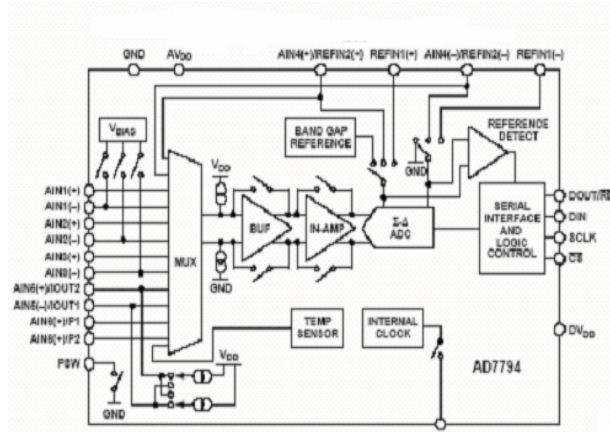 GND AVDD AIN4(+)/REFIN2(+) REFIN1(+) AIN4(–)/REFIN2(–) REFIN1(–)
VBIAS
BAND GAP
REFERENCE
GND
REFERENCE
DETECT
VDD
AIN1(+)
AIN1(–)
AIN2(+)
AIN2(–)
AIN3(+)
AIN3(–)
AIN5(+)/IOUT2
AIN5(–)/IOUT1
AIN6(+)/P1
AIN6(–)/P2
PSW
GND
MUX
BUF
IN-AMP
Σ-Δ
ADC
GND
SERIAL
INTERFACE
AND
LOGIC
CONTROL
DIN
SCLK
CS
DVDD
TEMP
SENSOR
INTERNAL
CLOCK
VDD
AD7794